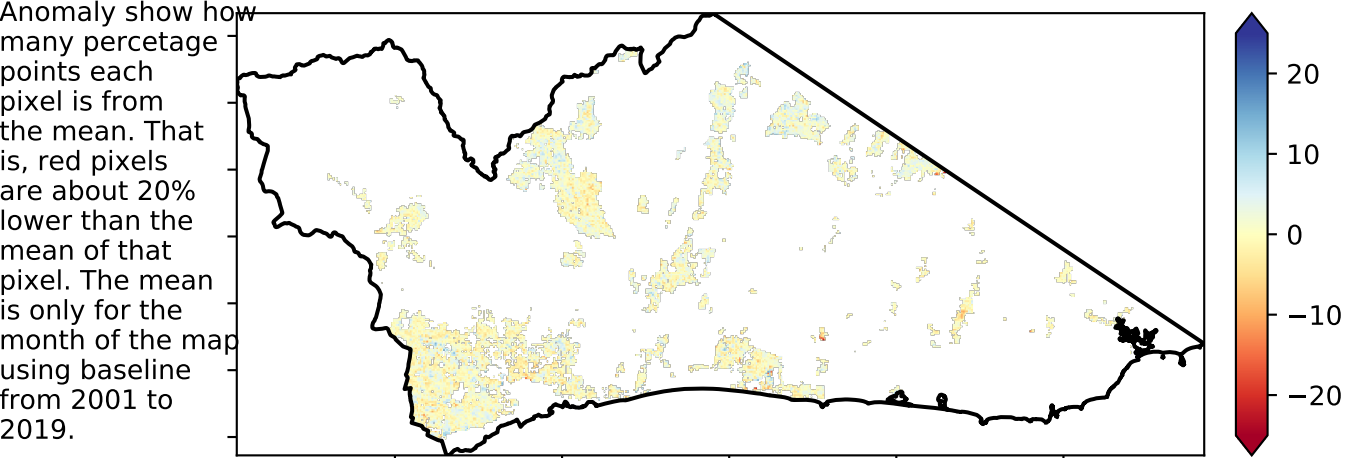 Anomaly show how
many percetage
points each
pixel is from
the mean. That
is, red pixels
are about 20%
lower than the
mean of that
pixel. The mean
is only for the
month of the map
using baseline
from 2001 to
2019.
20
10
0
−10
−20